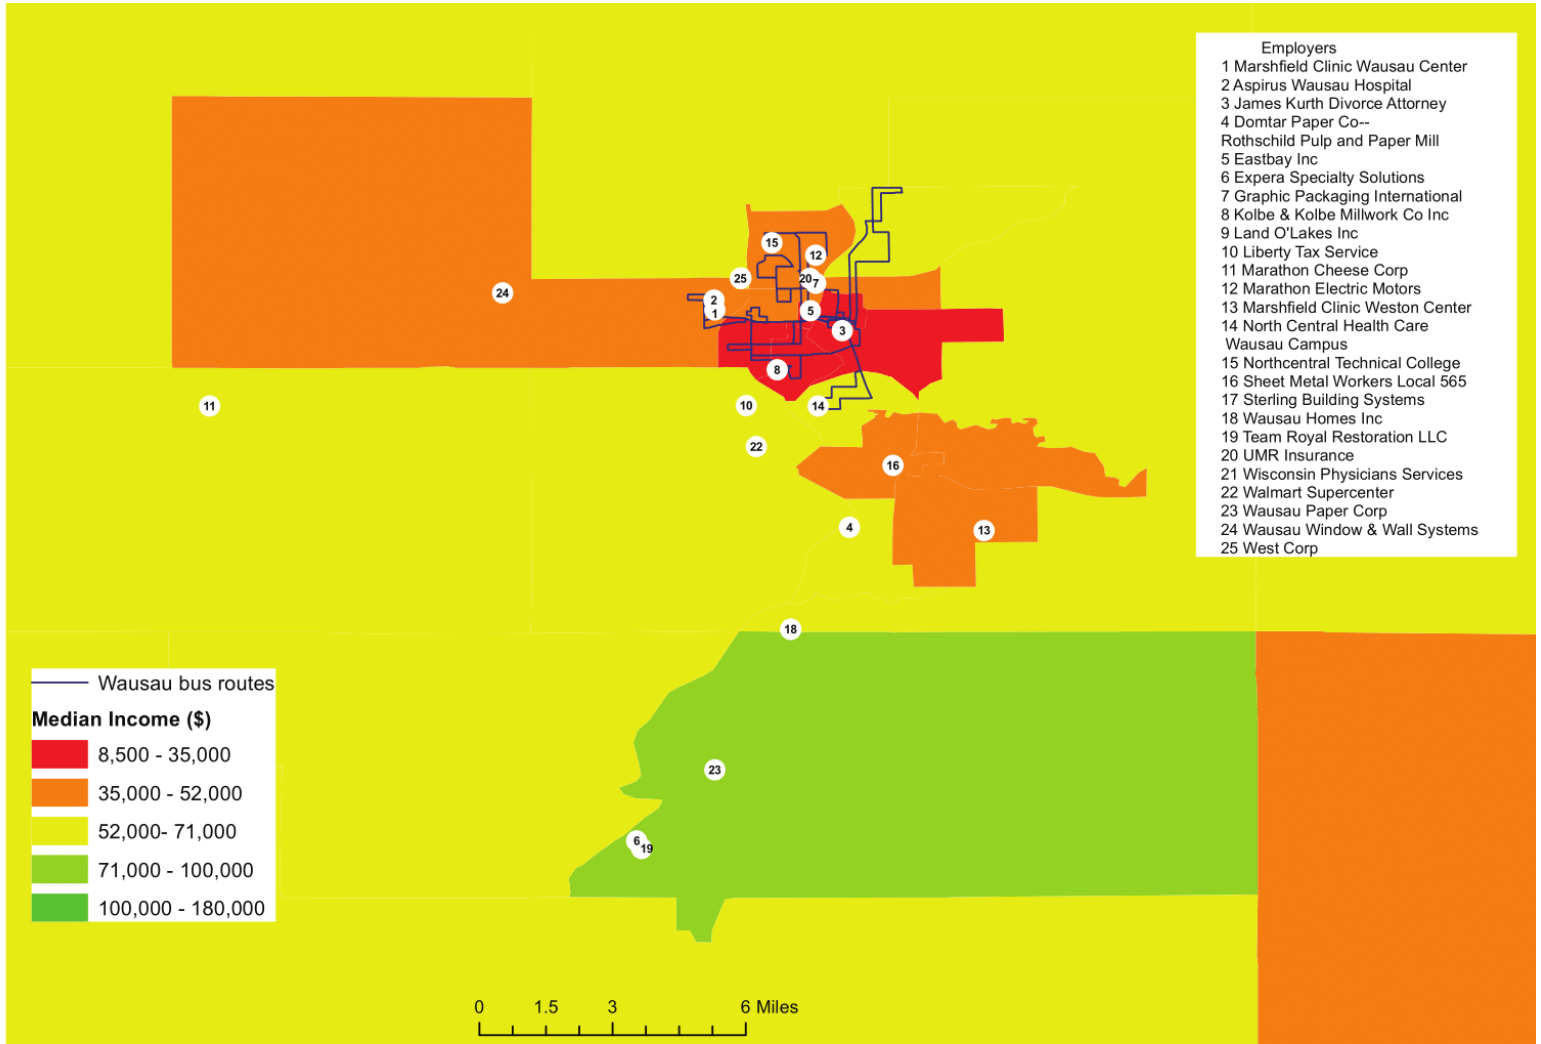 Employers
1 Marshfield Clinic Wausau Center
2 Aspirus Wausau Hospital
3 James Kurth Divorce Attorney
4 Domtar Paper Co--
Rothschild Pulp and Paper Mill
5 Eastbay Inc
6 Expera Specialty Solutions
7 Graphic Packaging International
8 Kolbe & Kolbe Millwork Co Inc
9 Land O'Lakes Inc
10 Liberty Tax Service
11 Marathon Cheese Corp
12 Marathon Electric Motors
13 Marshfield Clinic Weston Center
14 North Central Health Care
Wausau Campus
15 Northcentral Technical College
16 Sheet Metal Workers Local 565
17 Sterling Building Systems
18 Wausau Homes Inc
19 Team Royal Restoration LLC
20 UMR Insurance
21 Wisconsin Physicians Services
22 Walmart Supercenter
23 Wausau Paper Corp
24 Wausau Window & Wall Systems
25 West Corp
15
12
25
20
7
24
2
1
5
3
8
11
10
14
22
16
4
13
18
23
6
19
Wausau bus routes
Median Income ($)
8,500 - 35,000
35,000 - 52,000
52,000- 71,000
71,000 - 100,000
100,000 - 180,000
0 1.5 3 6 Miles